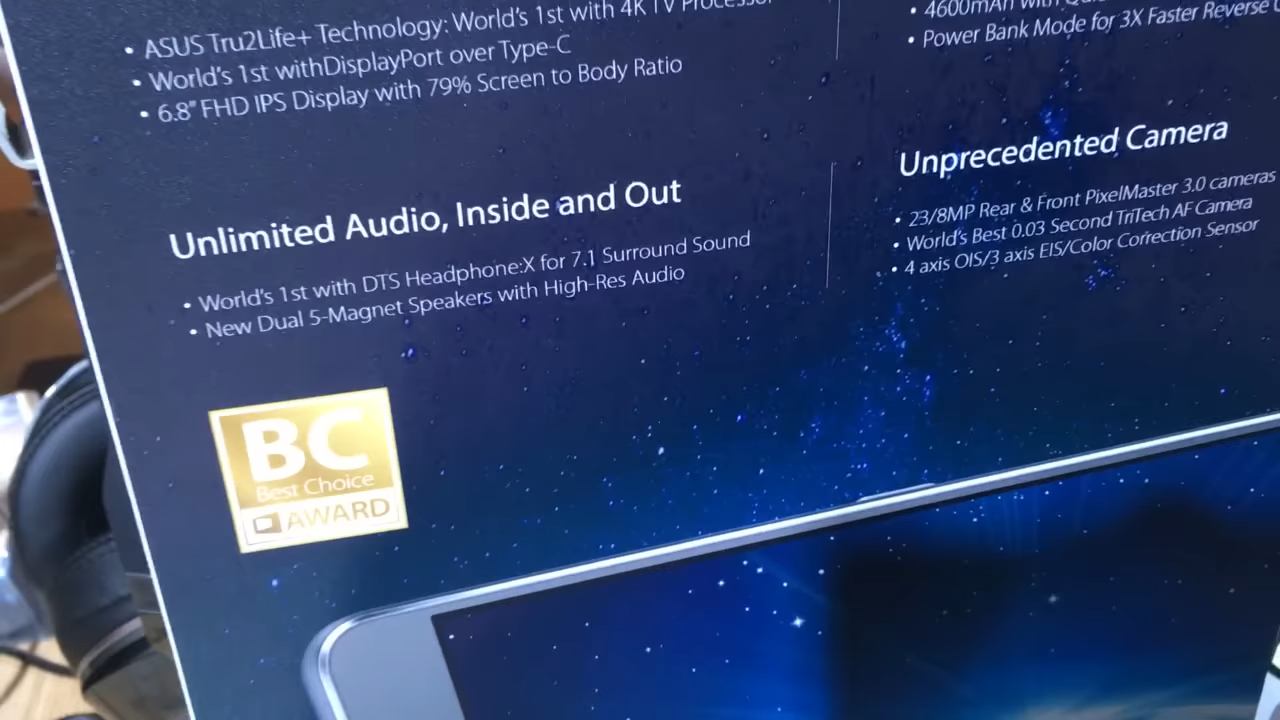 • ASUS Tru2Life+ Technology: World's 1st with 4K TV Processor
• World's 1st withDisplayPort over Type-C
• 6.8" FHD IPS Display with 79% Screen to Body Ratio
• 4600mAh with
• Power Bank Mode for 3X Faster Reverse
Unlimited Audio, Inside and Out
• World's 1st with DTS Headphone:X for 7.1 Surround Sound
• New Dual 5-Magnet Speakers with High-Res Audio
Unprecedented Camera
• 23/8MP Rear & Front PixelMaster 3.0 cameras
• World's Best 0.03 Second TriTech AF Camera
• 4 axis OIS/3 axis EIS/Color Correction Sensor
BC
Best Choice
AWARD